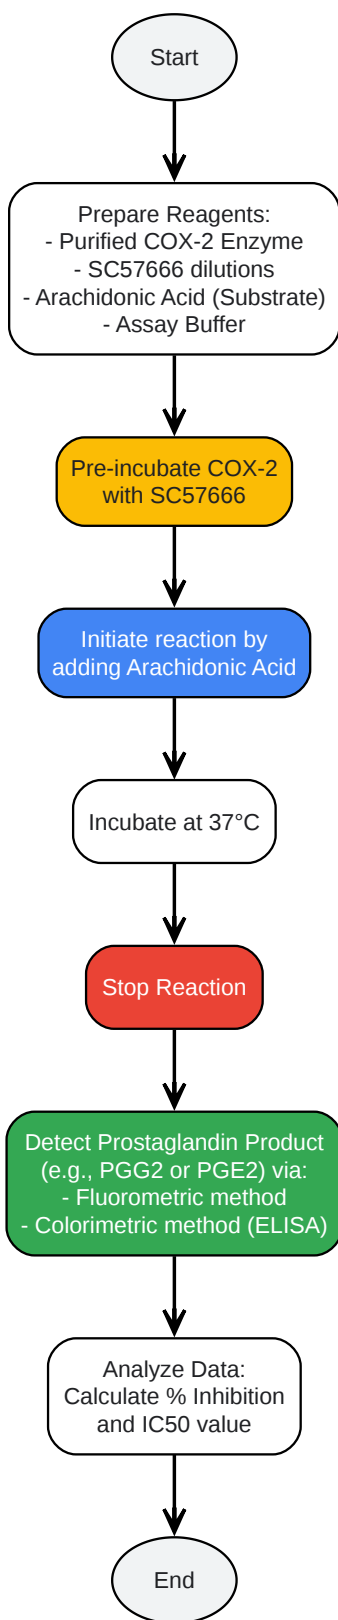 Start
Prepare Reagents:
- Purified COX-2 Enzyme
- SC57666 dilutions
- Arachidonic Acid (Substrate)
- Assay Buffer
Pre-incubate COX-2
with SC57666
Initiate reaction by
adding Arachidonic Acid
Incubate at 37°C
Stop Reaction
Detect Prostaglandin Product
(e.g., PGG2 or PGE2) via:
- Fluorometric method
- Colorimetric method (ELISA)
Analyze Data:
Calculate % Inhibition
and IC50 value
End